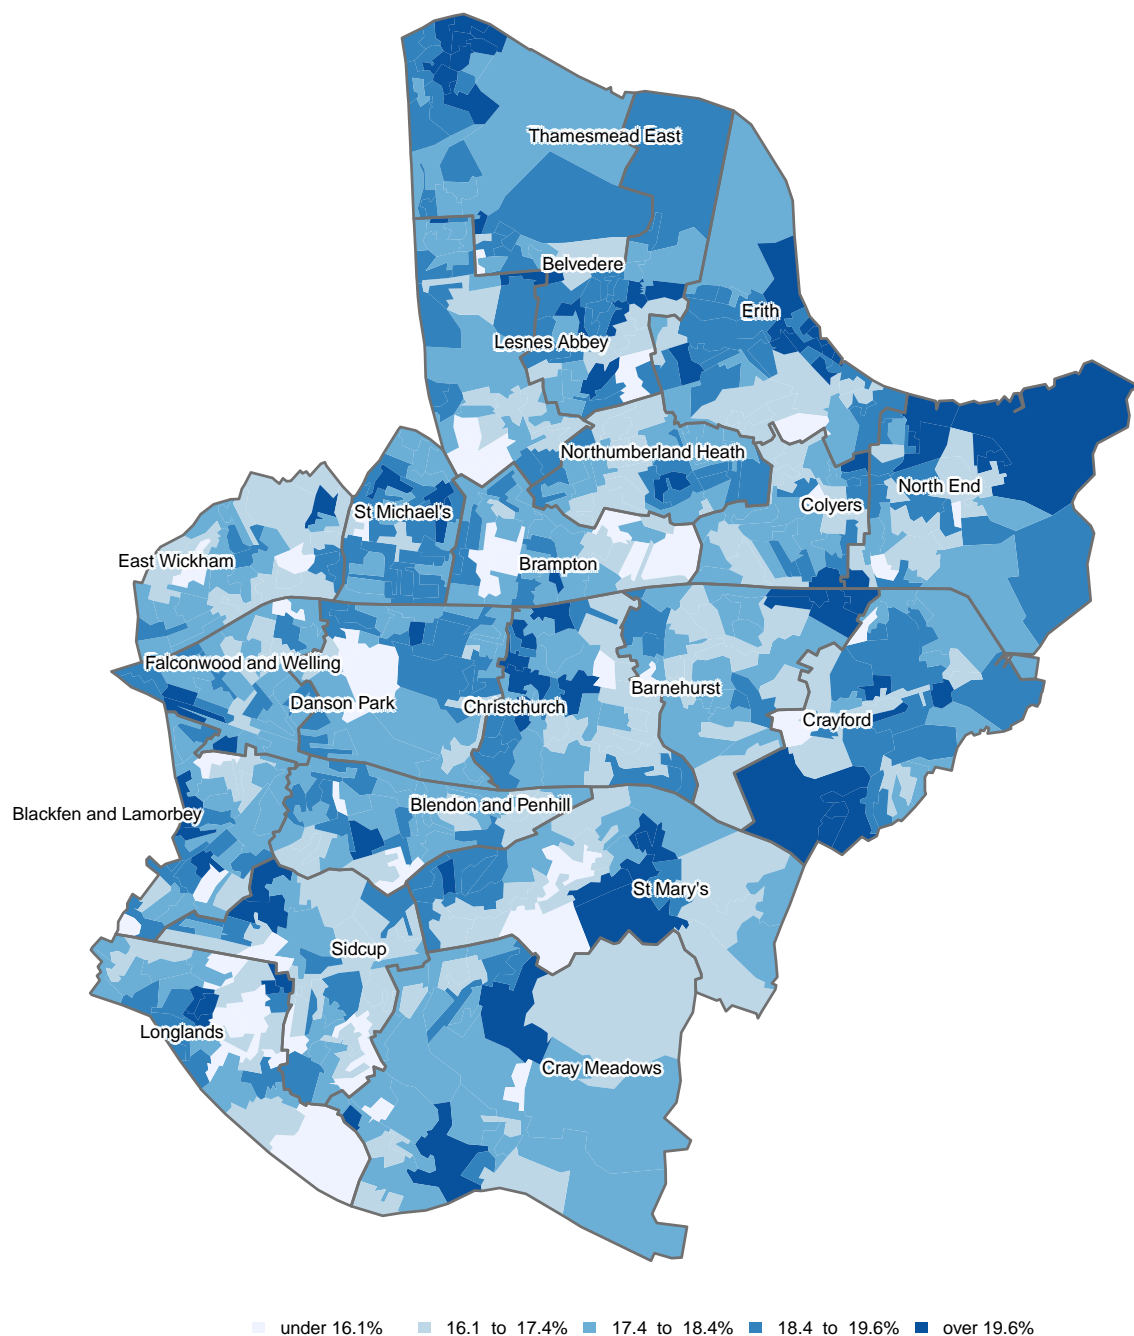 Thamesmead East
Belvedere
Erith
Lesnes Abbey
Northumberland Heath
North End
Colyers
St Michael's
East Wickham
Brampton
Falconwood and Welling
Barnehurst
Danson Park
Christchurch
Crayford
Blendon and Penhill
Blackfen and Lamorbey
St Mary's
Sidcup
Longlands
Cray Meadows
under 16.1% 16.1 to 17.4% 17.4 to 18.4% 18.4 to 19.6% over 19.6%